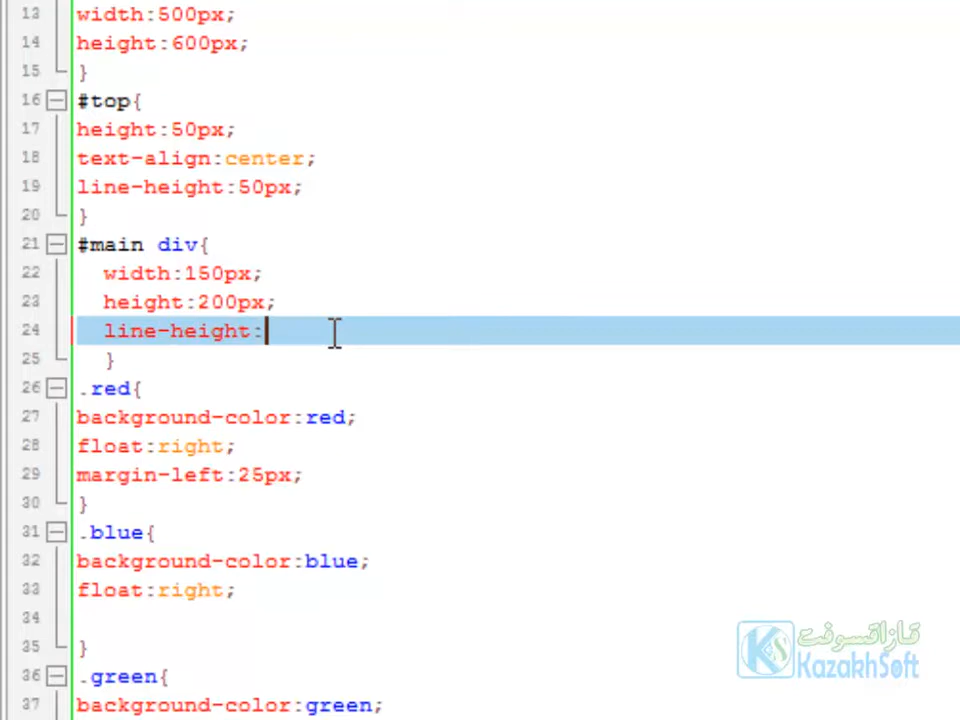 13 width:500px;
14 height:600px;
15 }
16 #top{
17 height:50px;
18 text-align:center;
19 line-height:50px;
20 }
21 #main div{
22 width:150px;
23 height:200px;
24 line-height:
25 }
26 .red{
27 background-color:red;
28 float:right;
29 margin-left:25px;
30 }
31 .blue{
32 background-color:blue;
33 float:right;
34
35 }
36 .green{
37 background-color:green;
قازاقسوفت
KazakhSoft